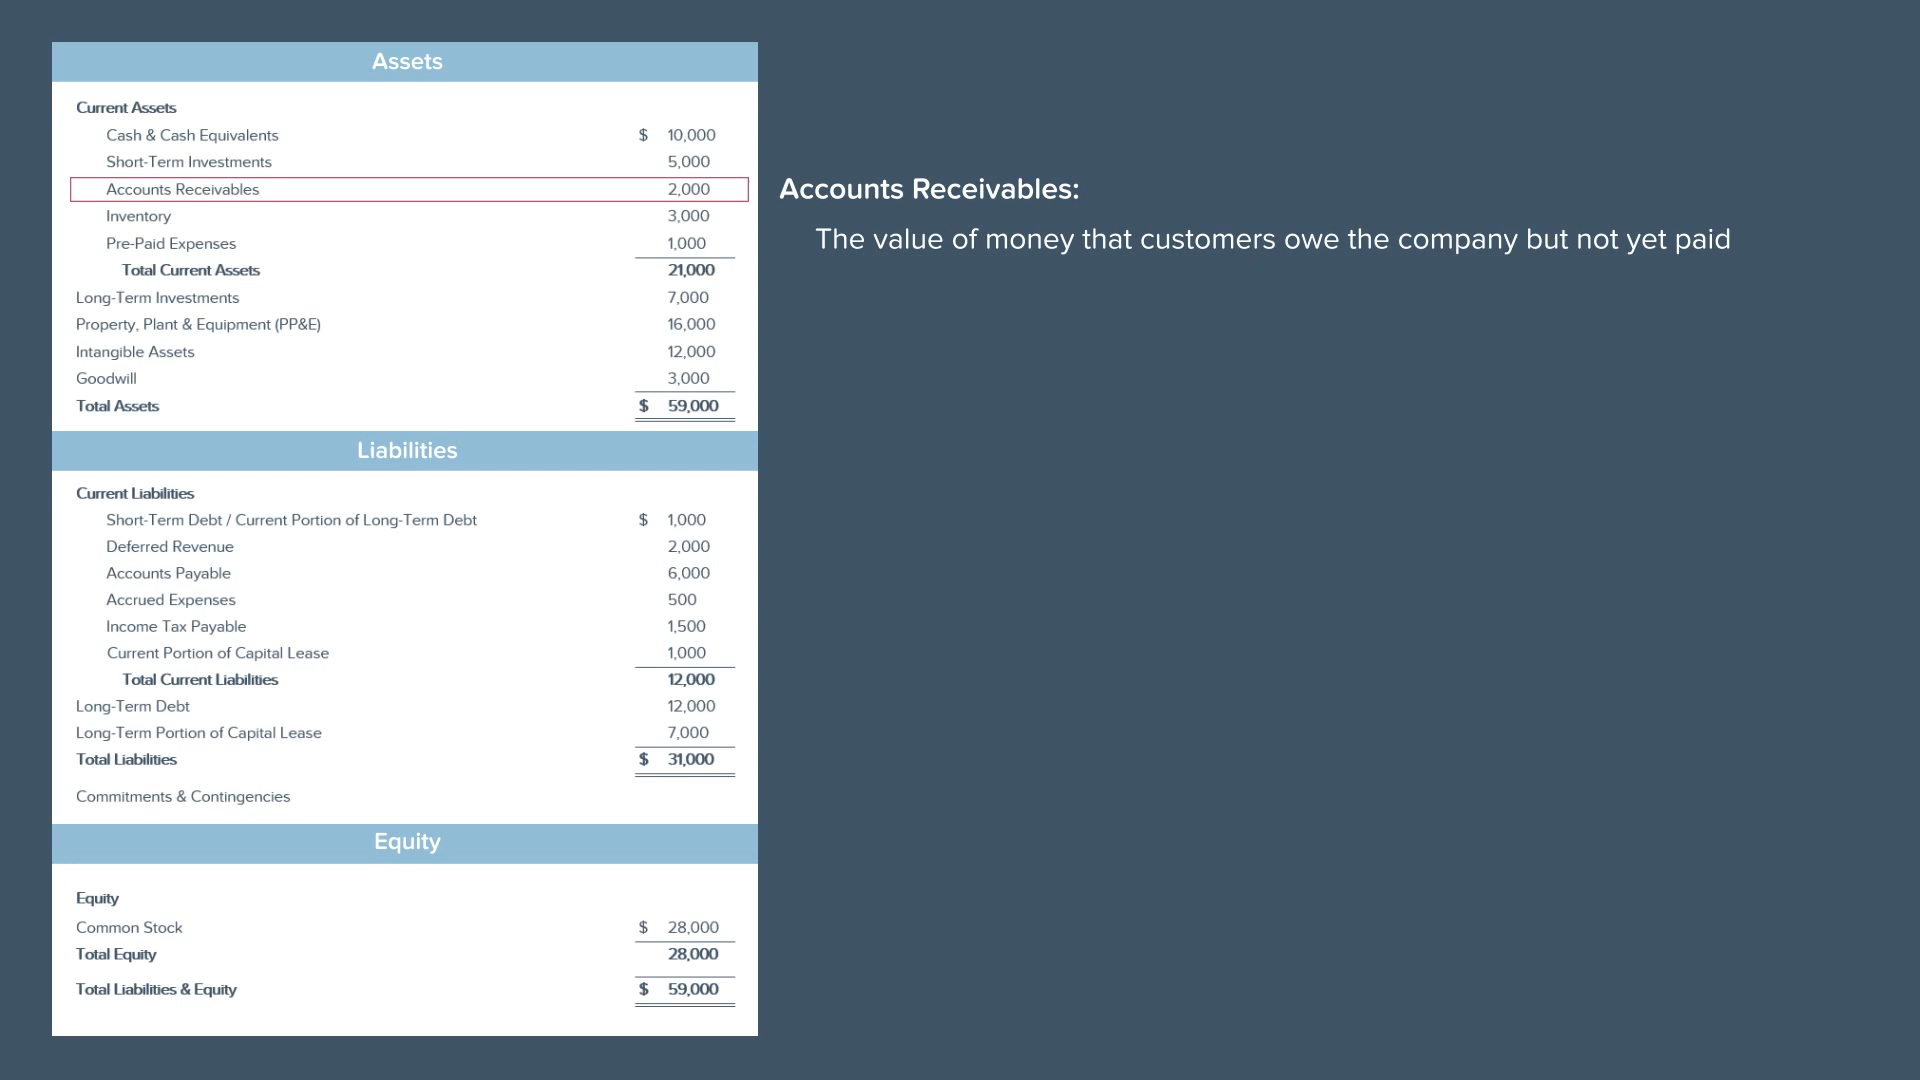 Assets
Current Assets
Cash & Cash Equivalents $ 10,000
Short-Term Investments 5,000
Accounts Receivables 2,000
Inventory 3,000
Pre-Paid Expenses 1,000
Total Current Assets 21,000
Long-Term Investments 7,000
Property, Plant & Equipment (PP&E) 16,000
Intangible Assets 12,000
Goodwill 3,000
Total Assets $ 59,000
Liabilities
Current Liabilities
Short-Term Debt / Current Portion of Long-Term Debt $ 1,000
Deferred Revenue 2,000
Accounts Payable 6,000
Accrued Expenses 500
Income Tax Payable 1,500
Current Portion of Capital Lease 1,000
Total Current Liabilities 12,000
Long-Term Debt 12,000
Long-Term Portion of Capital Lease 7,000
Total Liabilities $ 31,000
Commitments & Contingencies
Equity
Equity
Common Stock $ 28,000
Total Equity 28,000
Total Liabilities & Equity $ 59,000
Accounts Receivables:
The value of money that customers owe the company but not yet paid